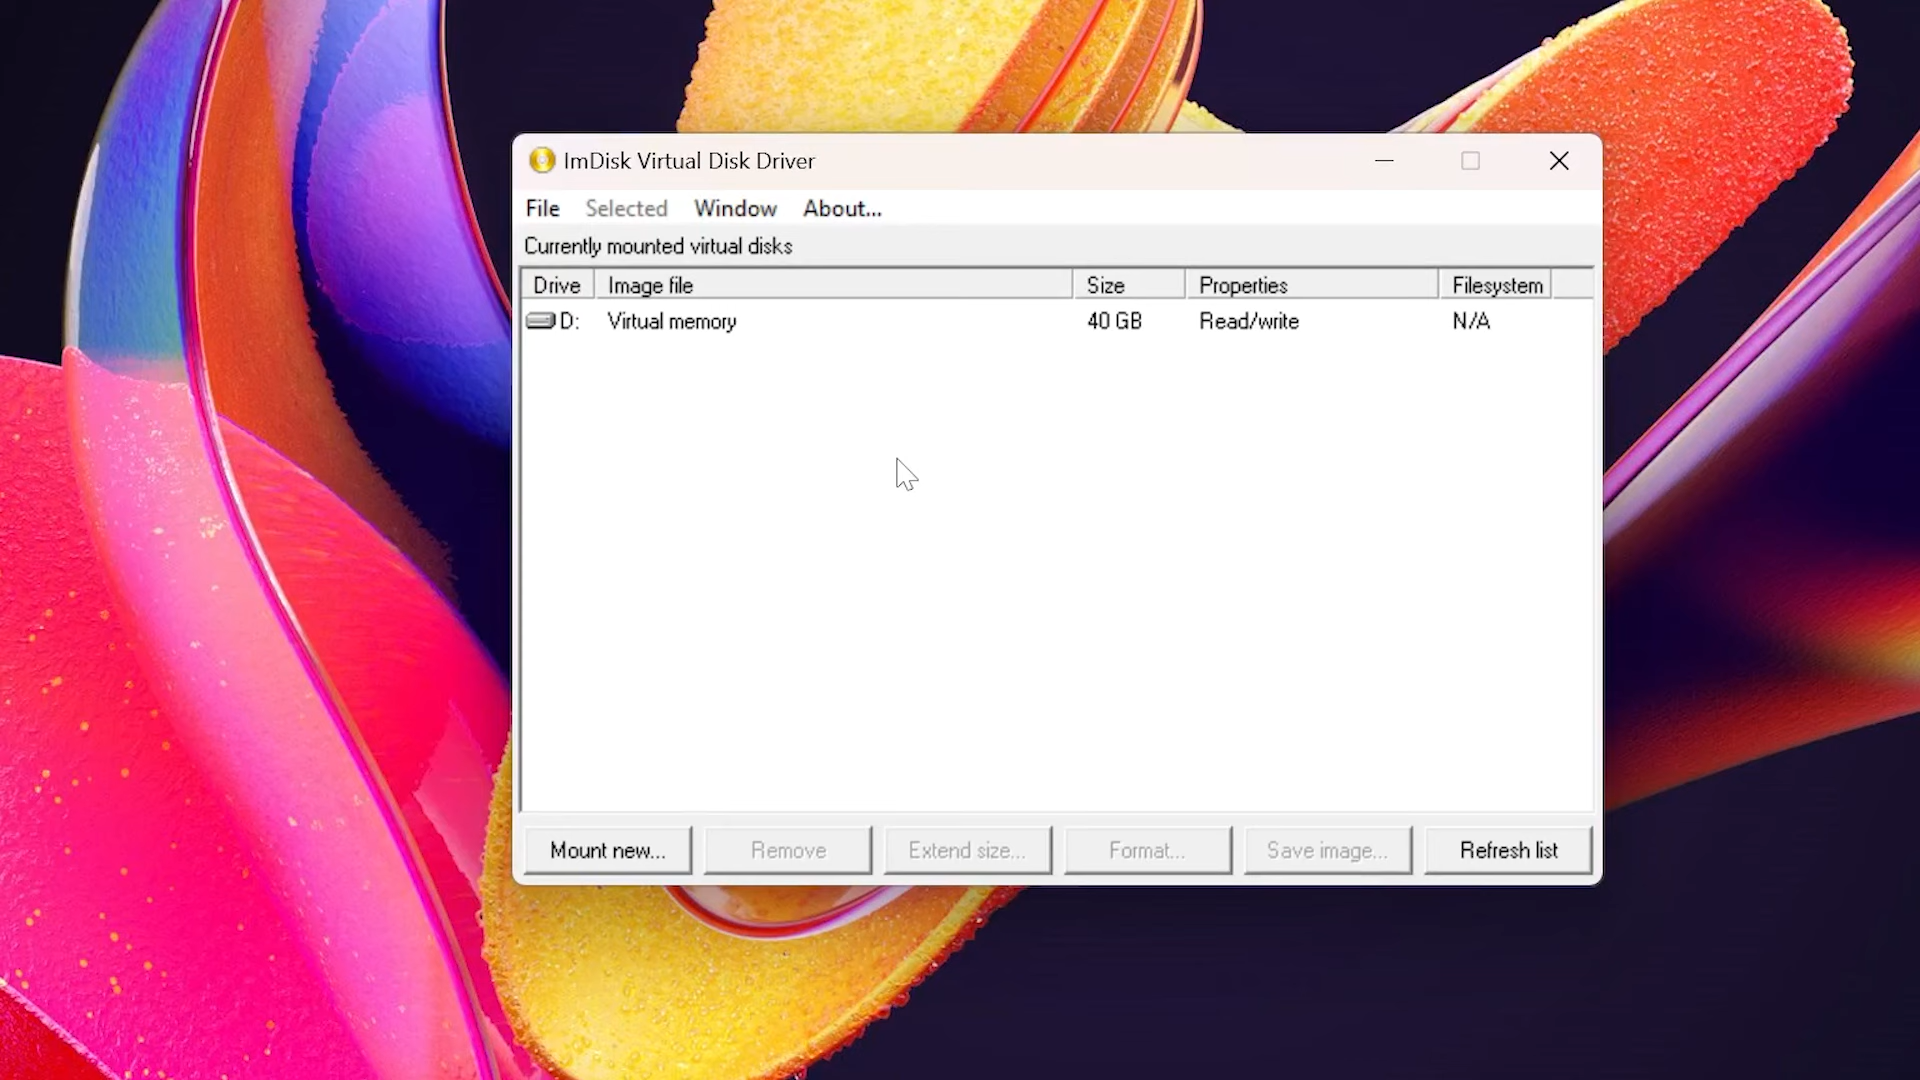 ImDisk Virtual Disk Driver
File Selected Window About...
Currently mounted virtual disks
Drive Image file Size Properties Filesystem
D: Virtual memory 40 GB Read/write N/A
Mount new... Remove Extend size... Format... Save image... Refresh list